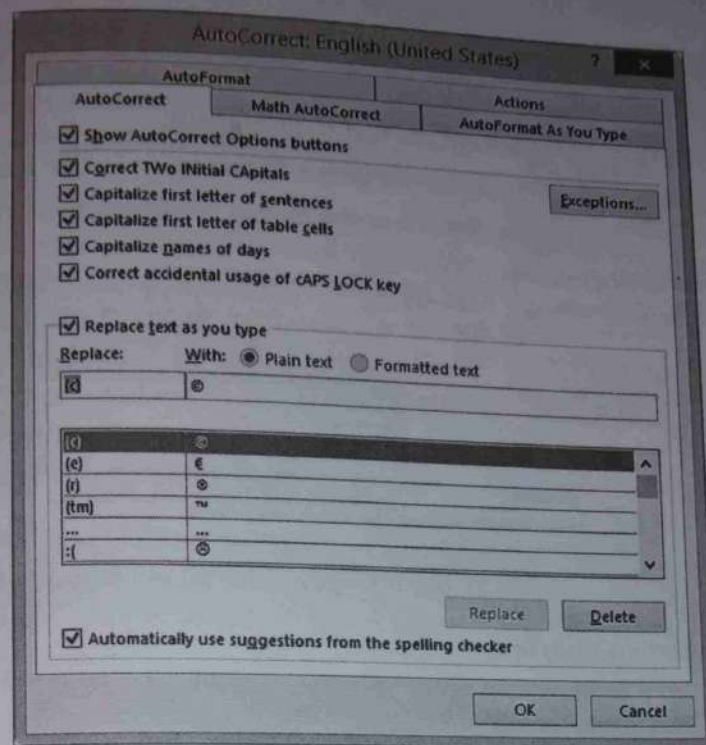 AutoCorrect: English (United States) ? ×
AutoFormat Actions
AutoCorrect Math AutoCorrect AutoFormat As You Type
Show AutoCorrect Options buttons
Correct TWo INitial CApitals
Capitalize first letter of sentences Exceptions...
Capitalize first letter of table cells
Capitalize names of days
Correct accidental usage of cAPS LOCK key
Replace text as you type
Replace: With: Plain text Formatted text
(c) ©
(c) ©
(e) €
(r) ®
(tm) ™
... ...
:( ☹
Replace Delete
Automatically use suggestions from the spelling checker
OK Cancel